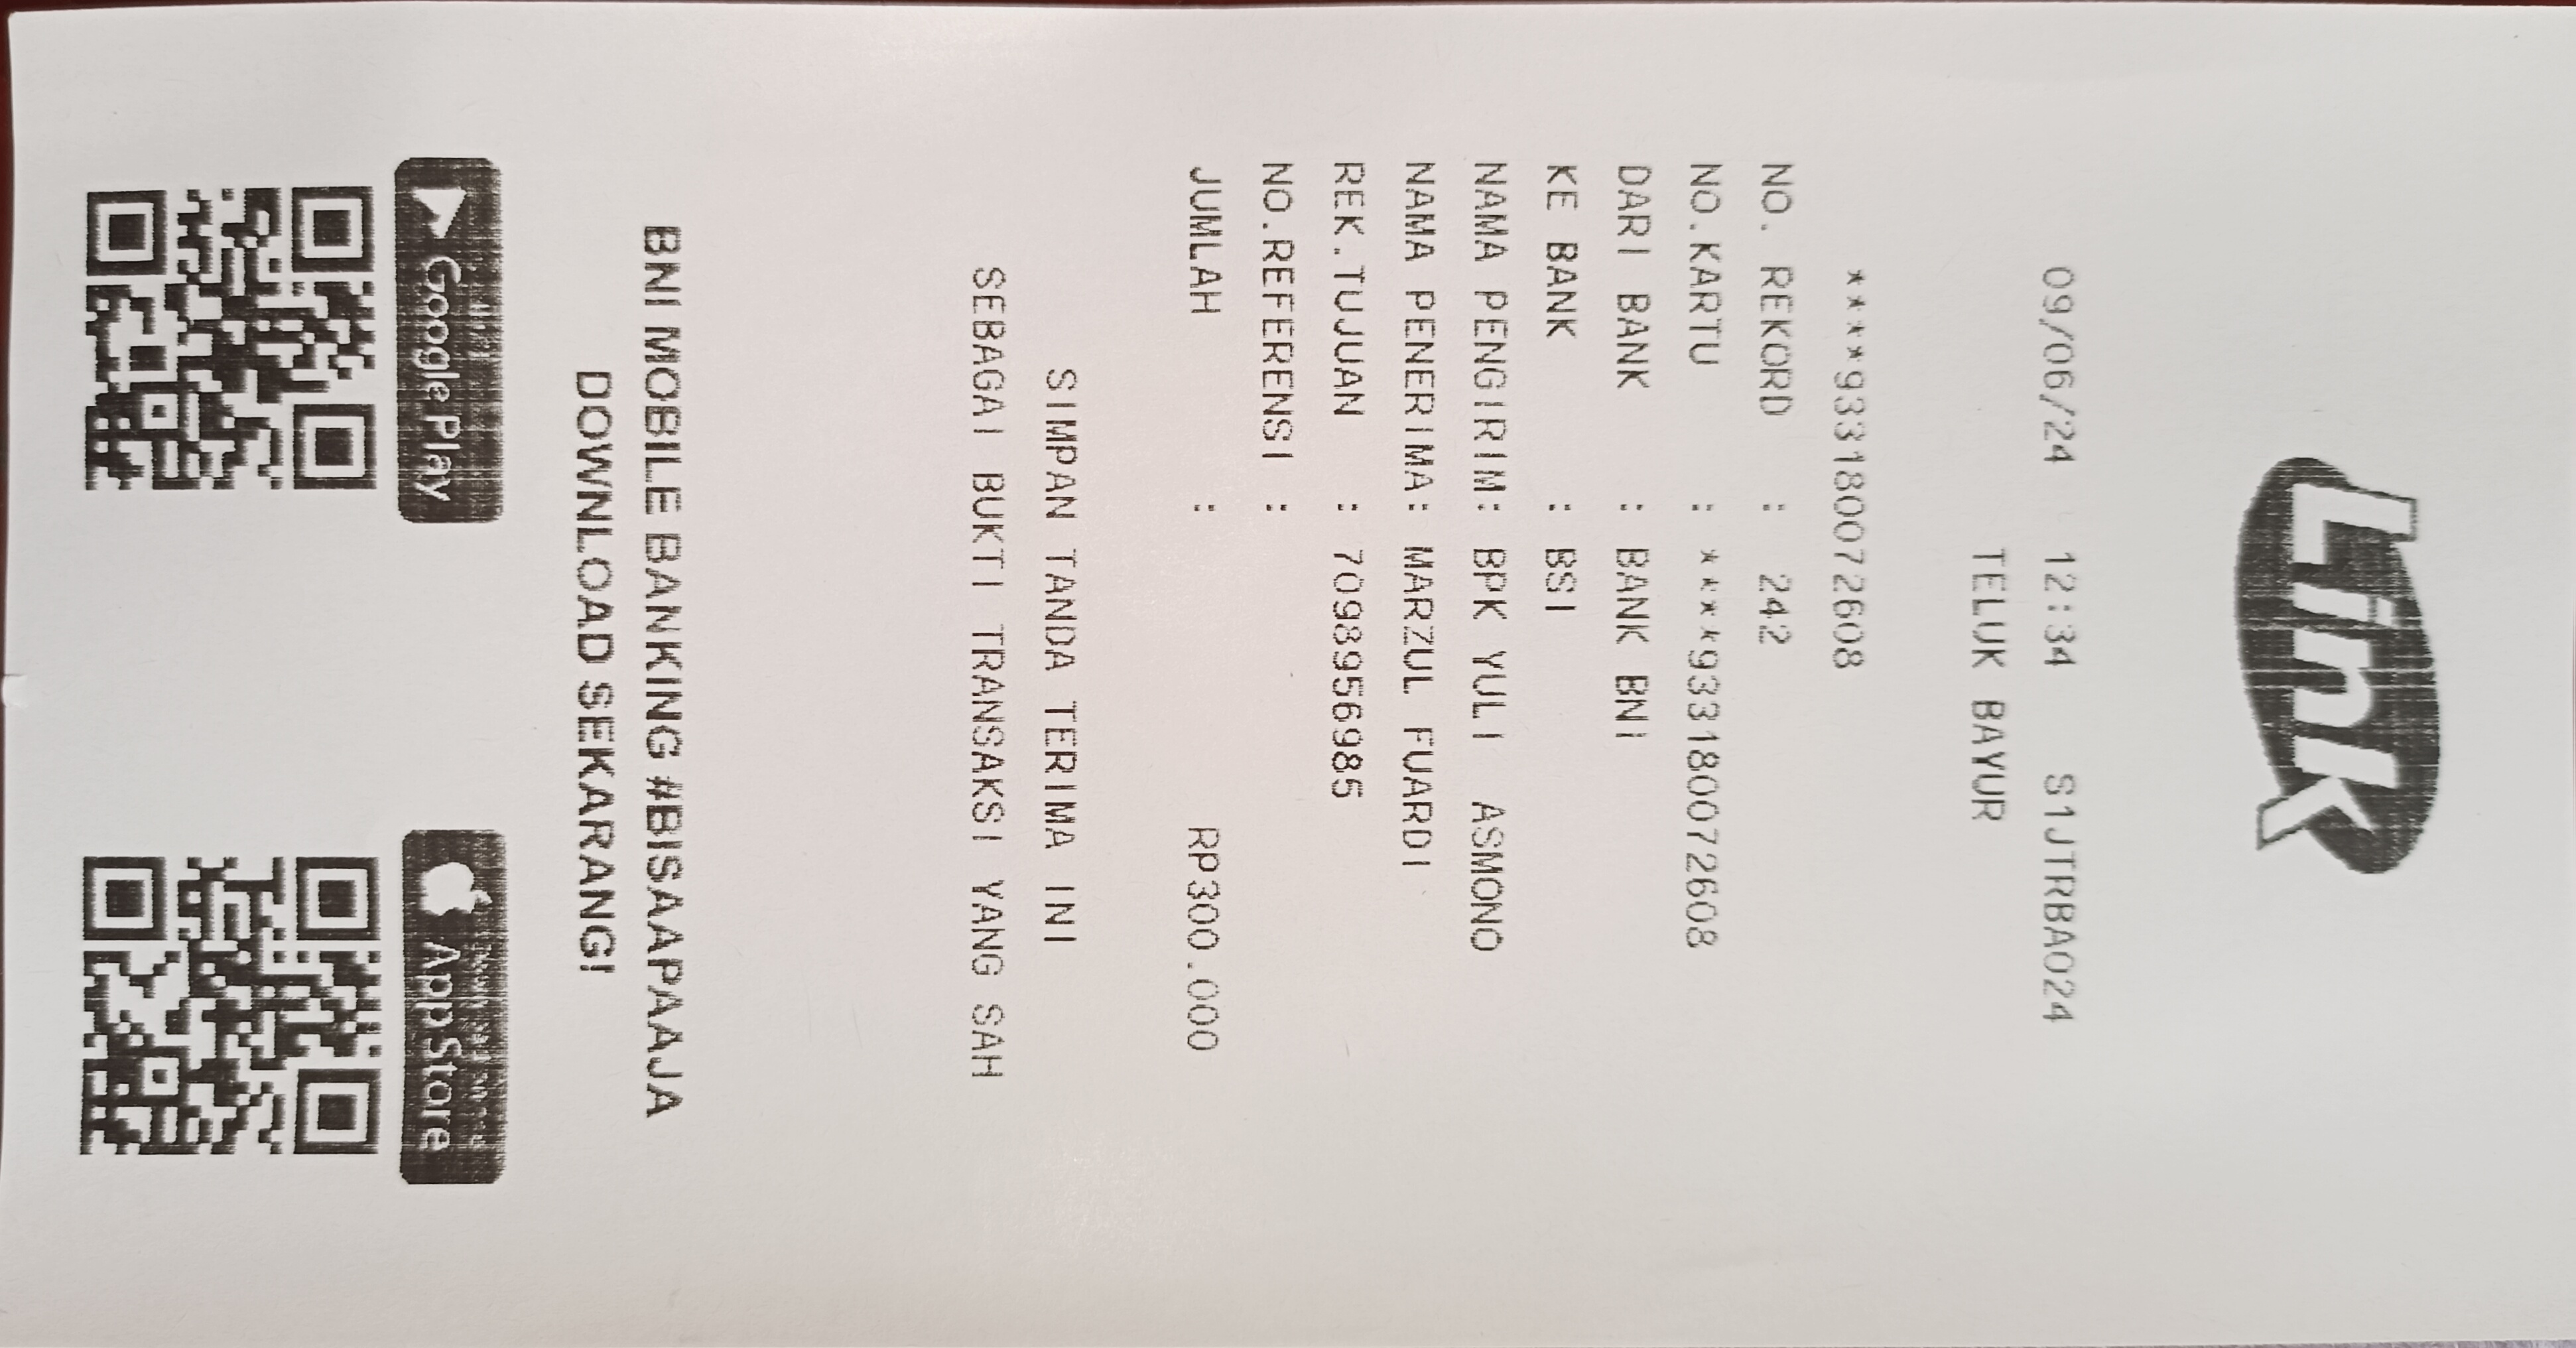 Link
09/06/24 12:34 S1JTRBA024
TELUK BAYUR
****933180072608
NO. REKORD : 242
NO.KARTU : ****933180072608
DARI BANK : BANK BNI
KE BANK : BSI
NAMA PENGIRIM: BPK YULI ASMONO
NAMA PENERIMA: MARZUL FUARDI
REK.TUJUAN : 7098956985
NO.REFERENSI :
JUMLAH : RP300.000
SIMPAN TANDA TERIMA INI
SEBAGAI BUKTI TRANSAKSI YANG SAH
BNI MOBILE BANKING #BISAAPAAJA
DOWNLOAD SEKARANG!
Google Play
App Store